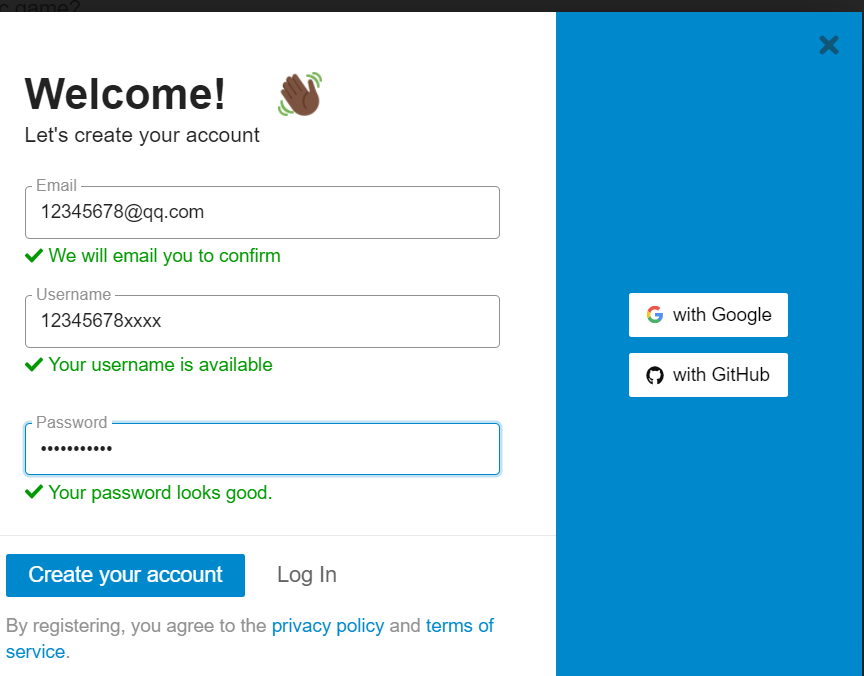 c game?
Welcome!
Let's create your account
Email
12345678@qq.com
We will email you to confirm
Username
12345678xxxx
Your username is available
Password
•••••••••••
Your password looks good.
with Google
with GitHub
Create your account
Log In
By registering, you agree to the privacy policy and terms of
service.